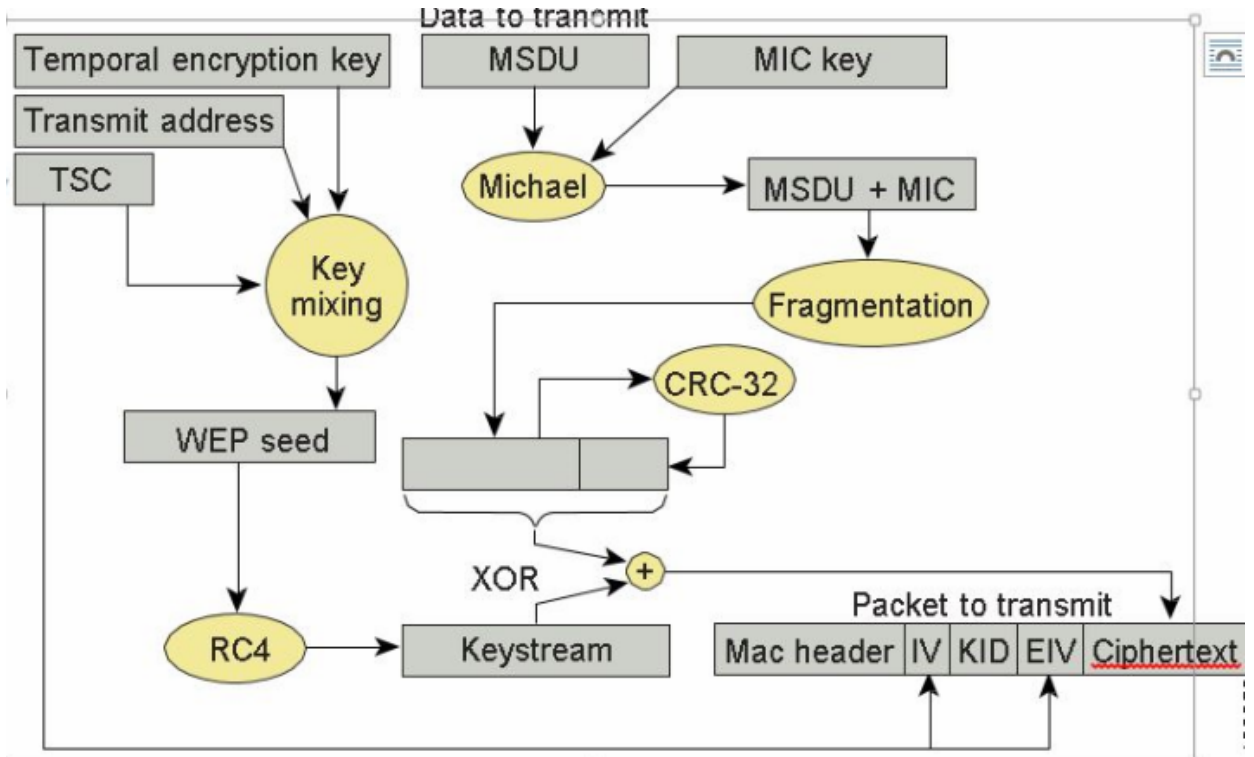 Data to transmit
Temporal encryption key
MSDU
MIC key
Transmit address
TSC
Michael
MSDU + MIC
Key
mixing
Fragmentation
CRC-32
WEP seed
XOR
+
Packet to transmit
RC4
Keystream
Mac header IV KID EIV Ciphertext